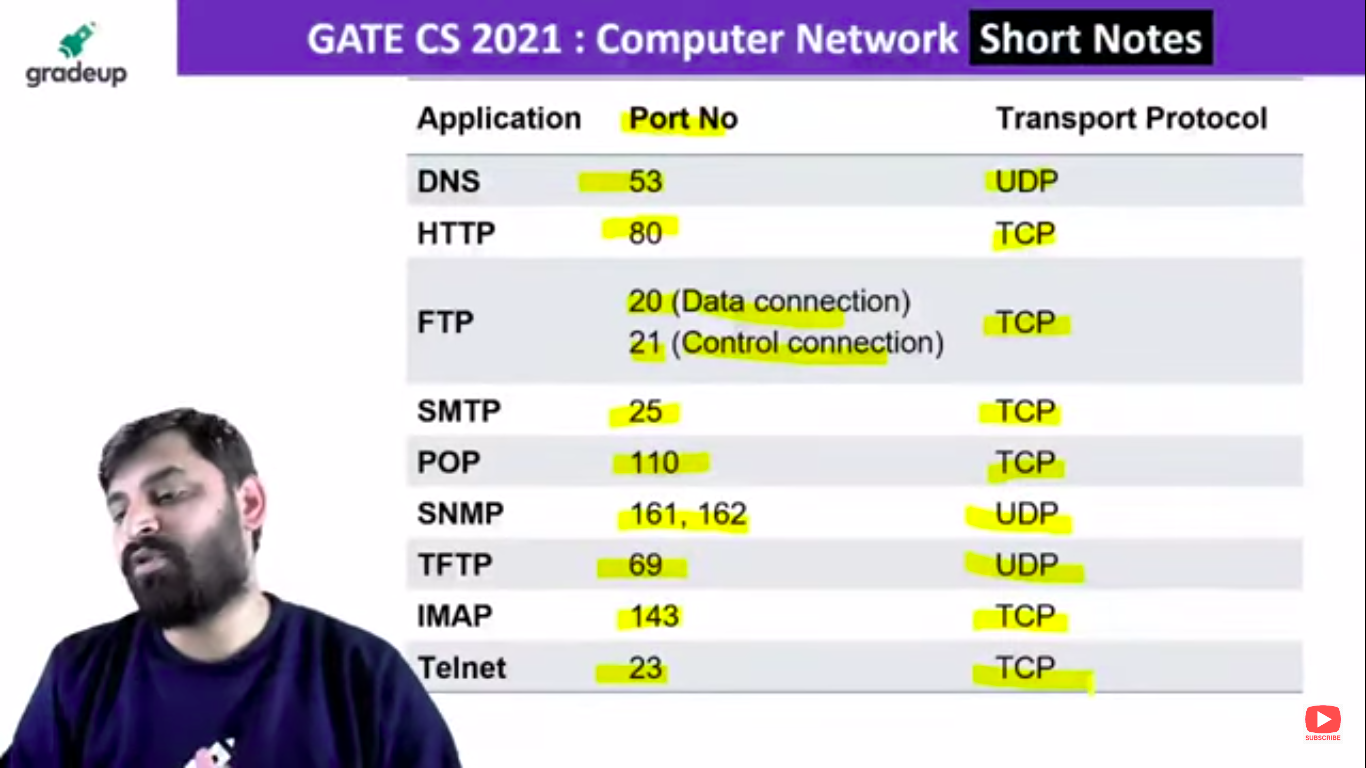 GATE CS 2021 : Computer Network Short Notes
gradeup
Application Port No Transport Protocol
DNS 53 UDP
HTTP 80 TCP
FTP 20 (Data connection) TCP
21 (Control connection)
SMTP 25 TCP
POP 110 TCP
SNMP 161, 162 UDP
TFTP 69 UDP
IMAP 143 TCP
Telnet 23 TCP
SUBSCRIBE